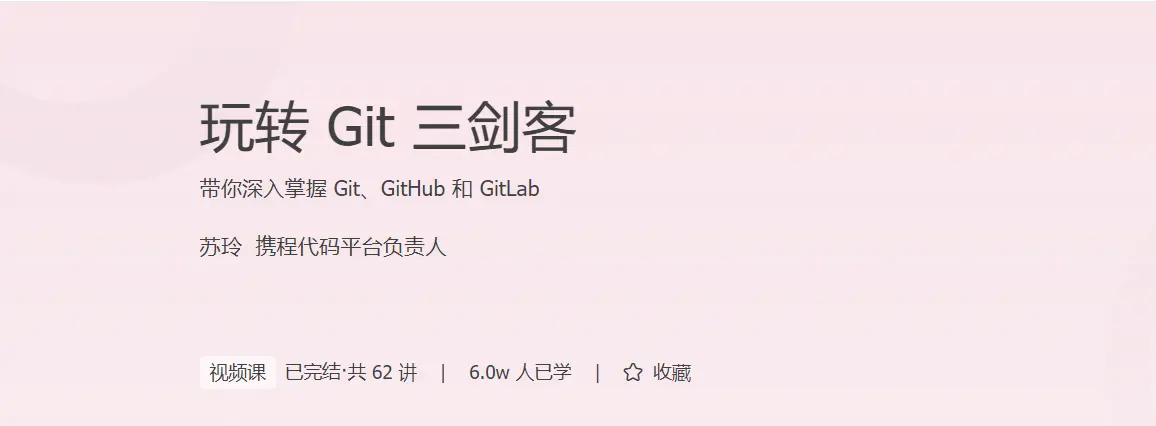 玩转 Git 三剑客
带你深入掌握 Git、GitHub 和 GitLab
苏玲 携程代码平台负责人
视频课 已完结·共 62 讲 | 6.0w 人已学 | 收藏